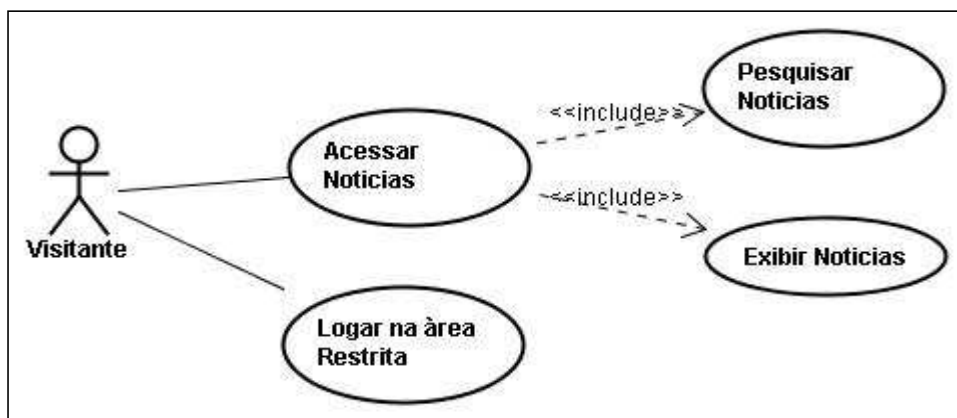 Pesquisar
Noticias
<<include>>
Acessar
Noticias
<<include>>
Visitante
Exibir Noticias
Logar na àrea
Restrita